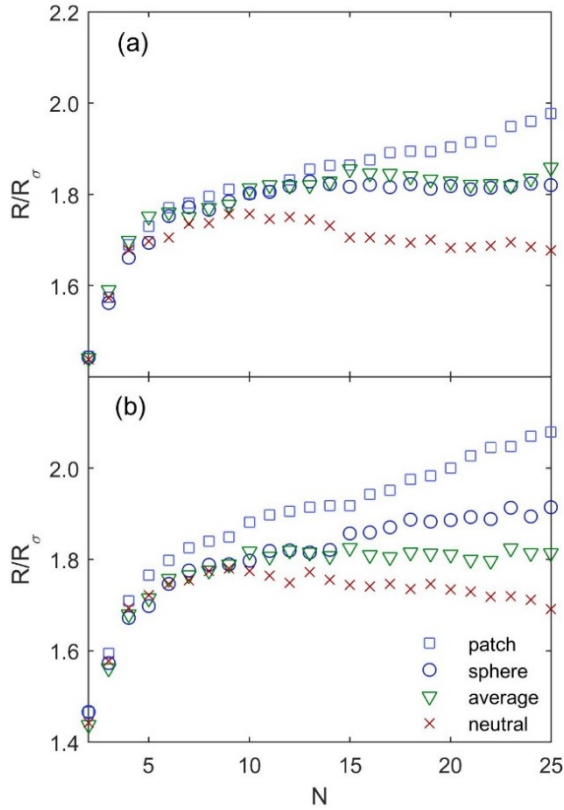 2.2
(a)
2.0
R/Rσ
1.8
1.6
(b)
2.0
R/Rσ
1.8
1.6
patch
sphere
average
neutral
1.4
5
10
15
20
25
N